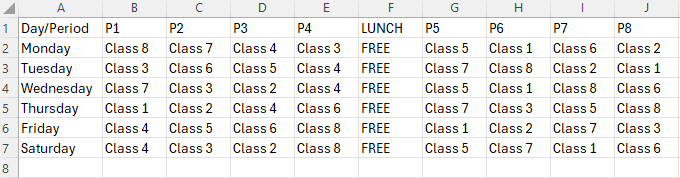 A B C D E F G H I J
1 Day/Period P1 P2 P3 P4 LUNCH P5 P6 P7 P8
2 Monday Class 8 Class 7 Class 4 Class 3 FREE Class 5 Class 1 Class 6 Class 2
3 Tuesday Class 3 Class 6 Class 5 Class 4 FREE Class 7 Class 8 Class 2 Class 1
4 Wednesday Class 7 Class 3 Class 2 Class 4 FREE Class 5 Class 1 Class 8 Class 6
5 Thursday Class 1 Class 2 Class 4 Class 6 FREE Class 7 Class 3 Class 5 Class 8
6 Friday Class 4 Class 5 Class 6 Class 8 FREE Class 1 Class 2 Class 7 Class 3
7 Saturday Class 4 Class 3 Class 2 Class 8 FREE Class 5 Class 7 Class 1 Class 6
8